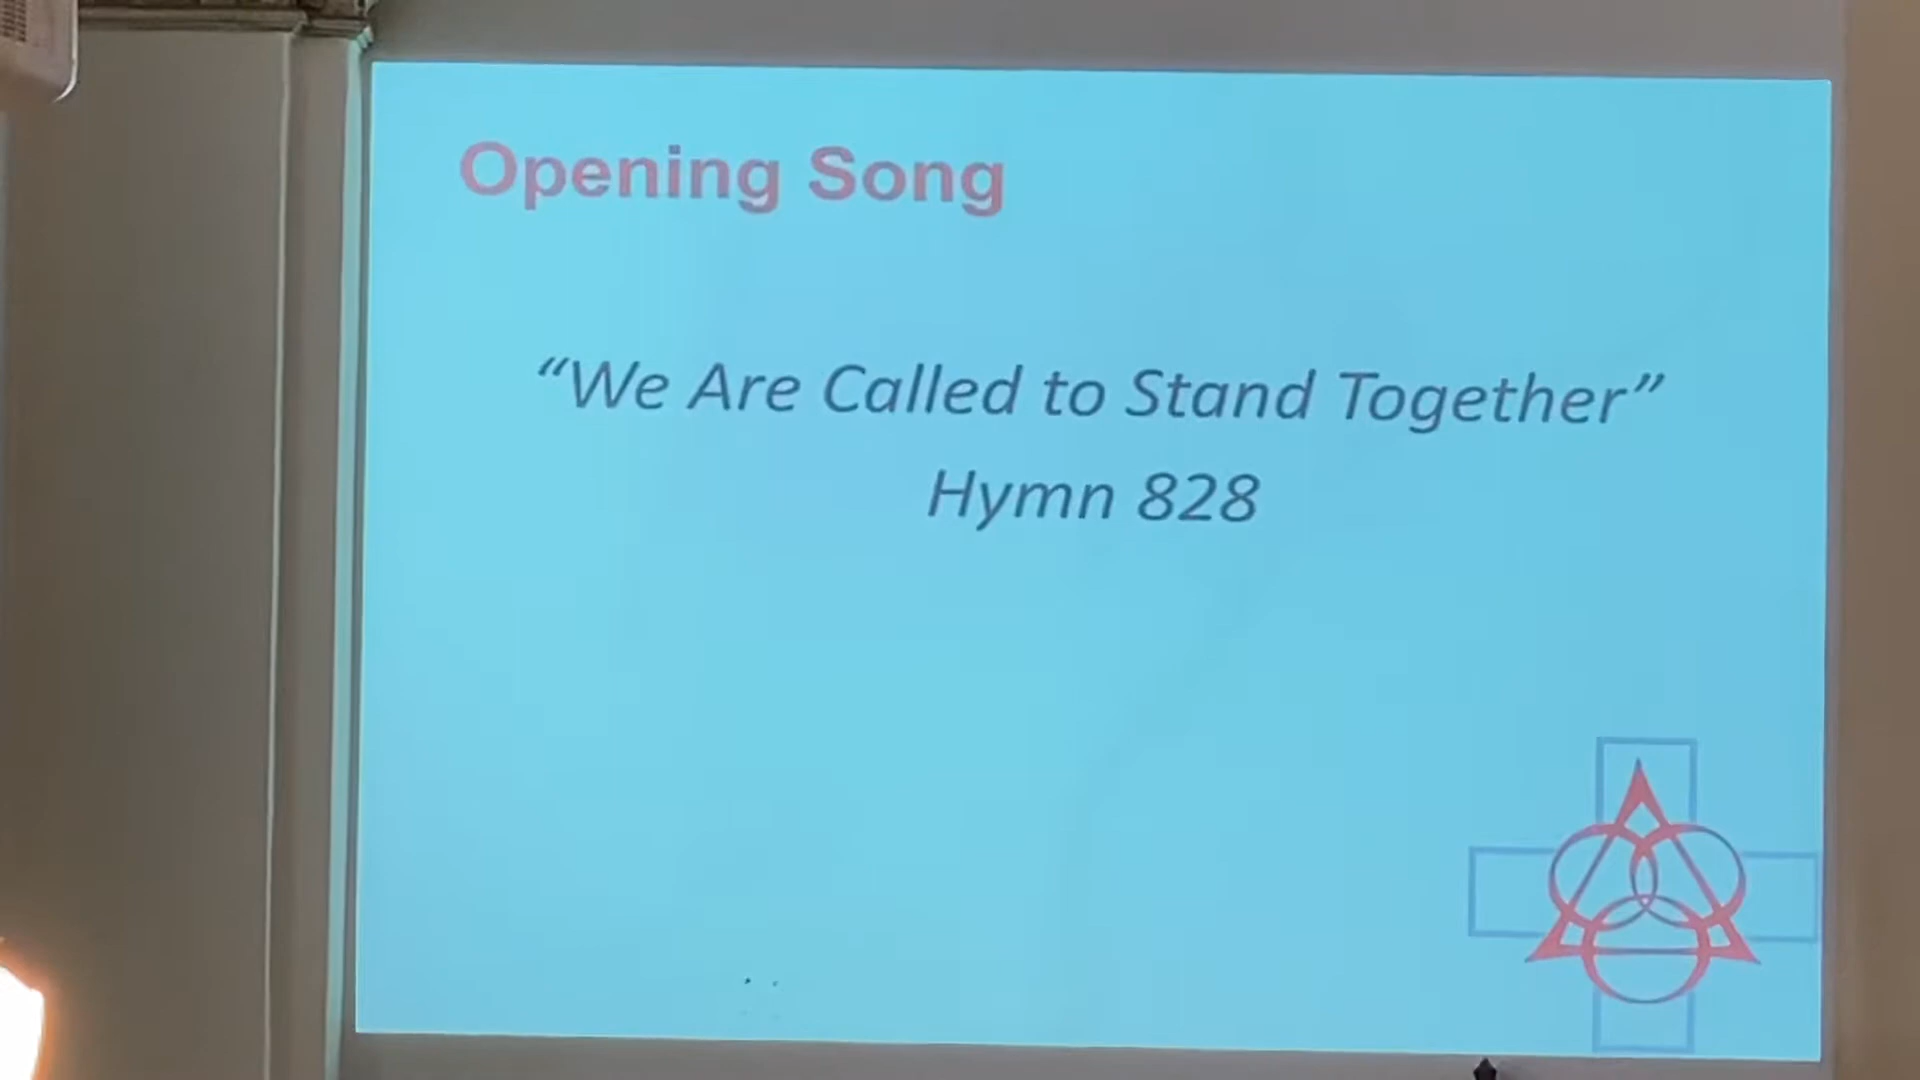 Opening Song
“We Are Called to Stand Together”
Hymn 828